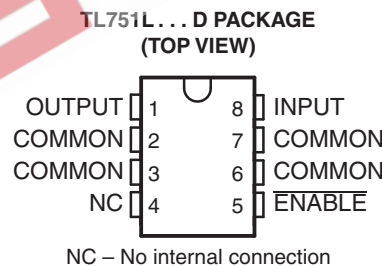 TL751L . . . D PACKAGE
(TOP VIEW)
OUTPUT 1 8 INPUT
COMMON 2 7 COMMON
COMMON 3 6 COMMON
NC 4 5 ENABLE
NC – No internal connection